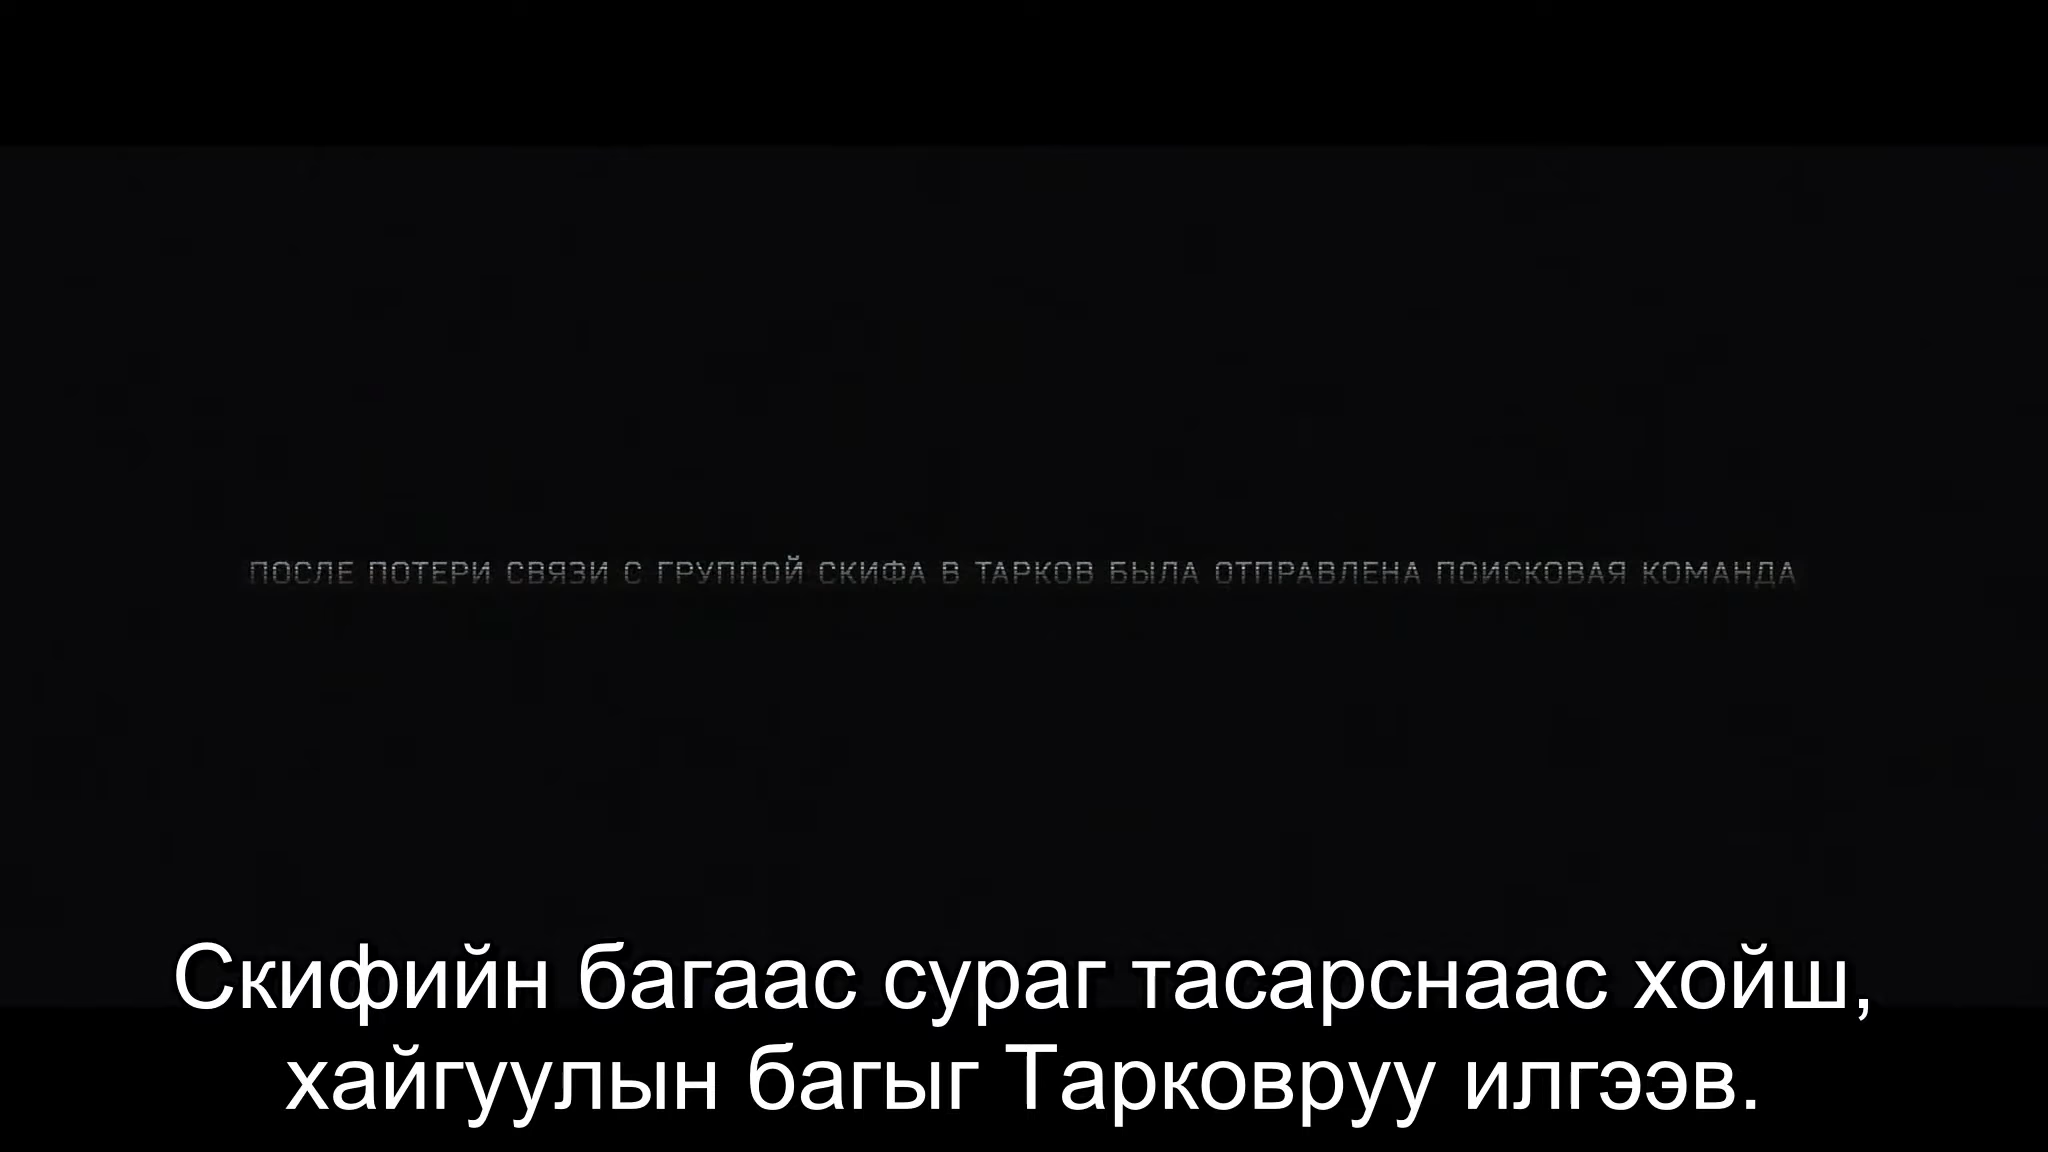 ПОСЛЕ ПОТЕРИ СВЯЗИ С ГРУППОЙ СКИФА В ТАРКОВ БЫЛА ОТПРАВЛЕНА ПОИСКОВАЯ КОМАНДА
Скифийн багаас сураг тасарснаас хойш,
хайгуулын багыг Тарковруу илгээв.